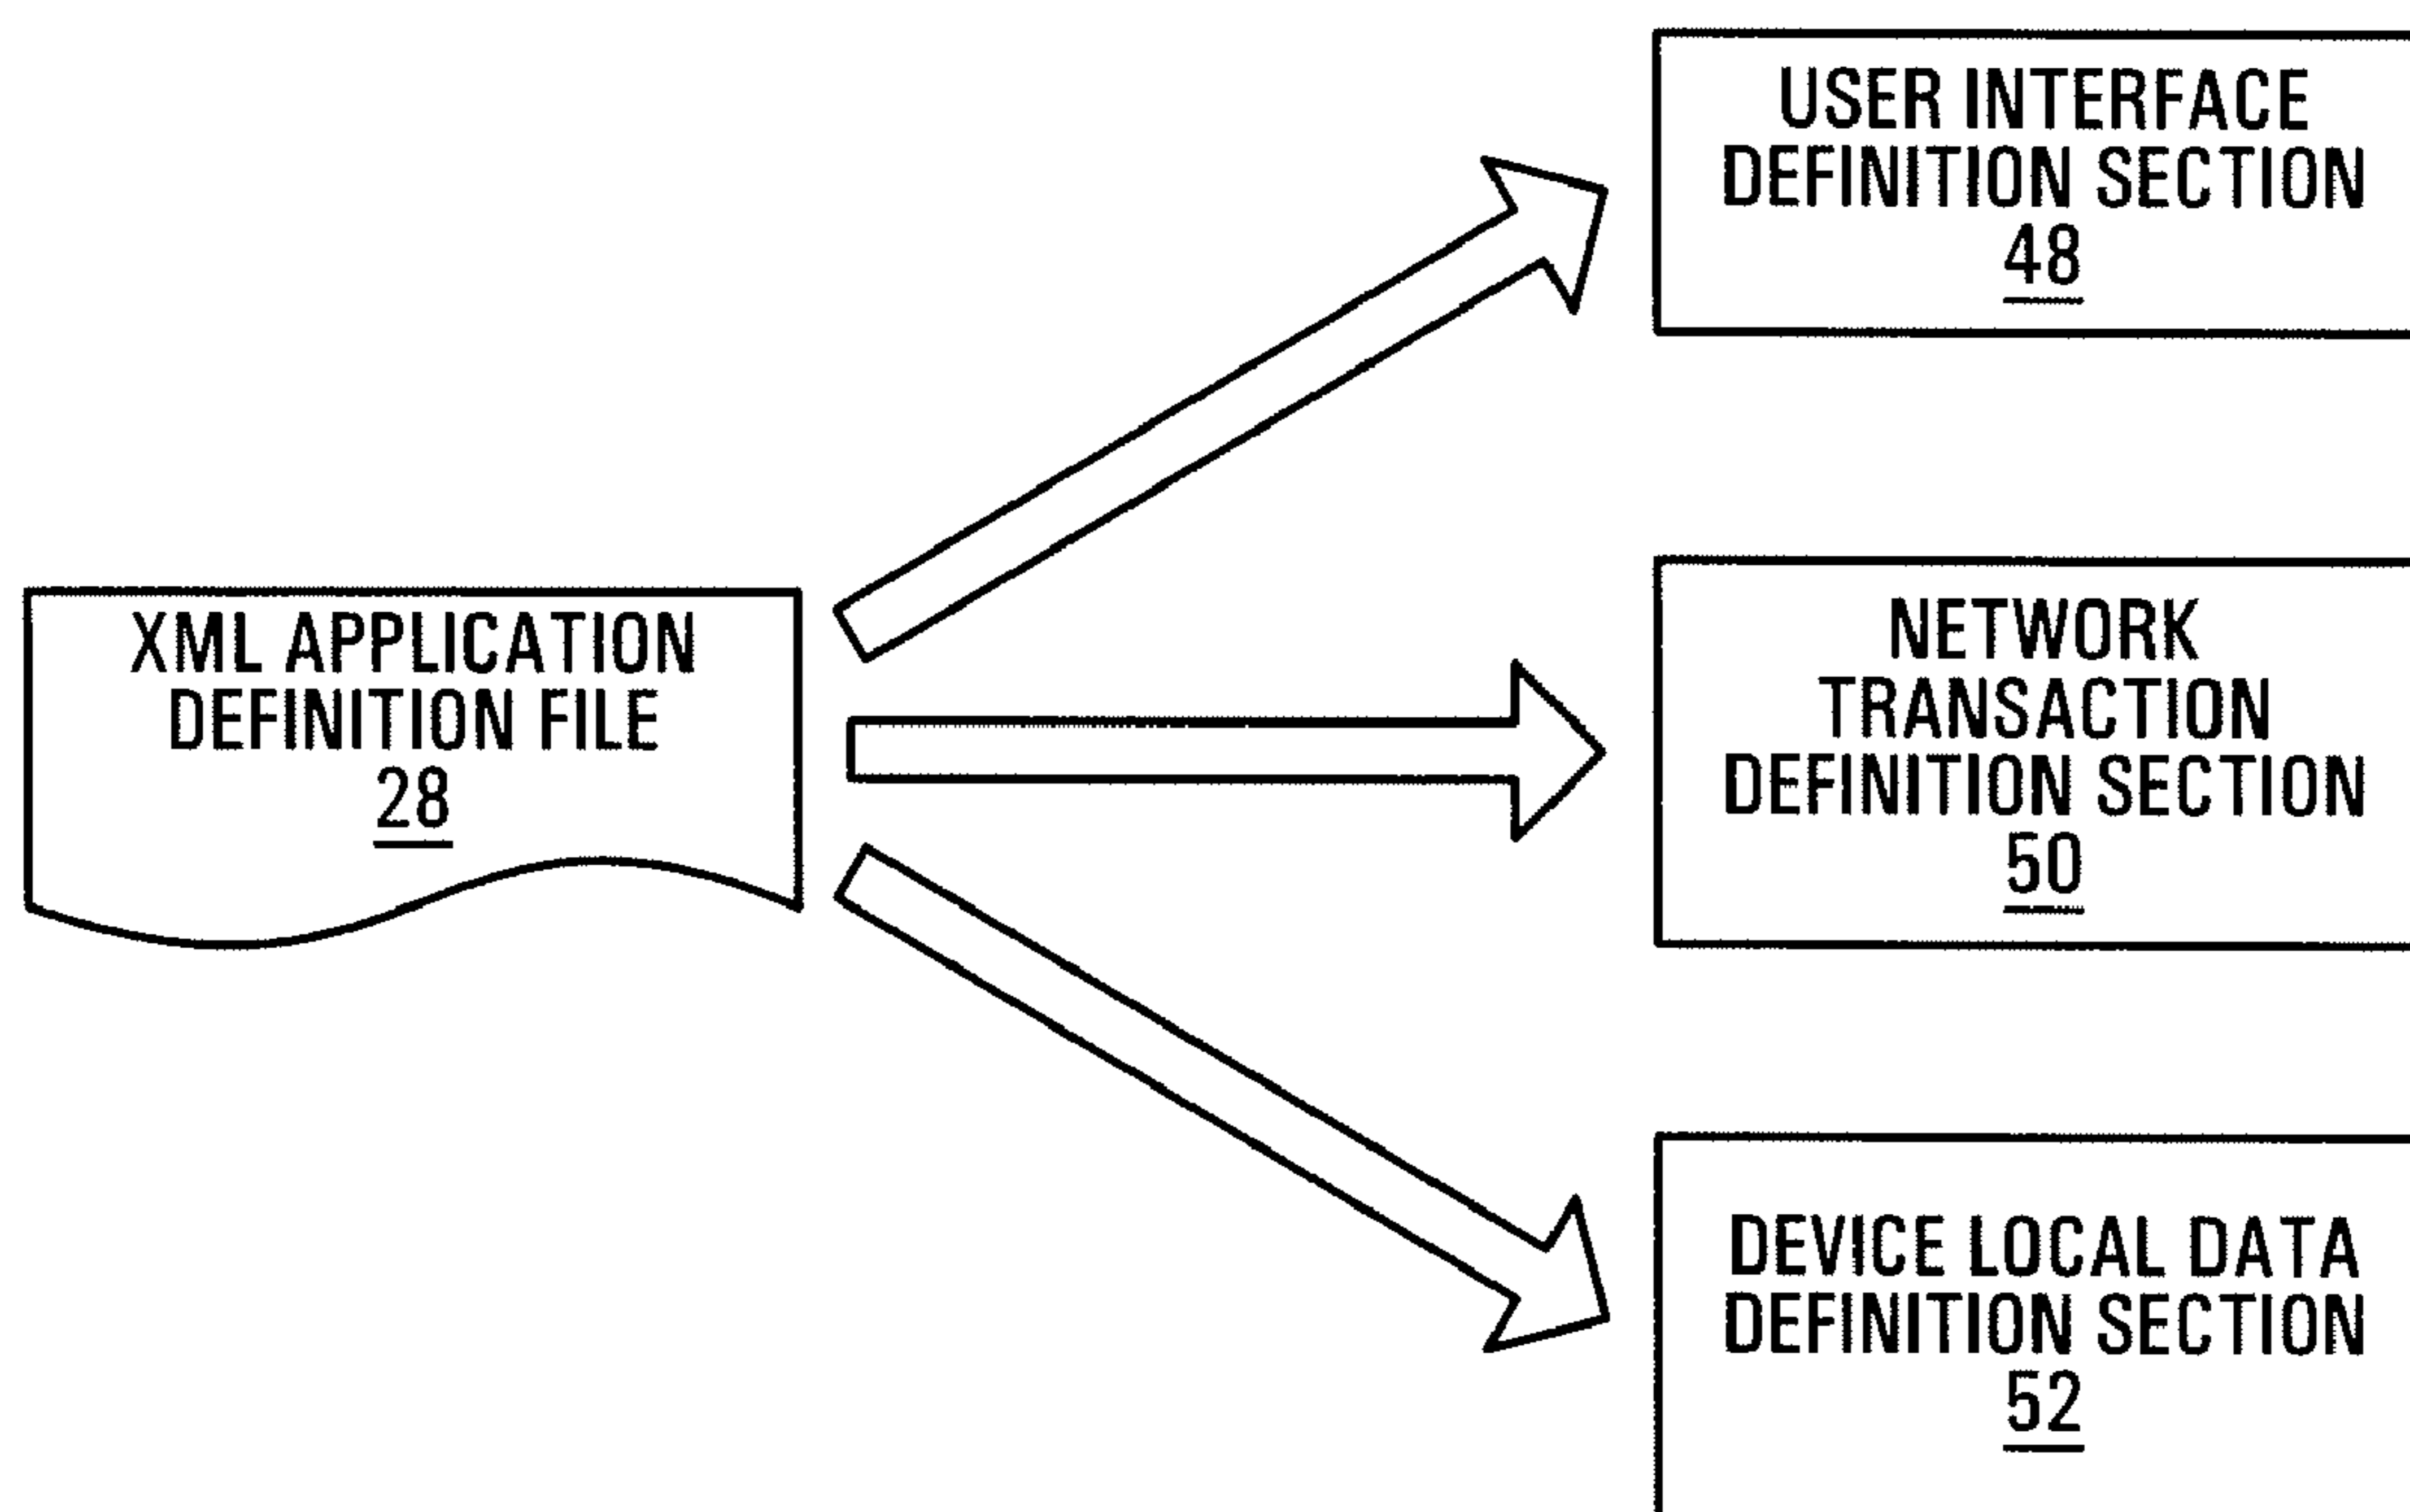 USER INTERFACE
DEFINITION SECTION
48
XML APPLICATION
DEFINITION FILE
28
NETWORK
TRANSACTION
DEFINITION SECTION
50
DEVICE LOCAL DATA
DEFINITION SECTION
52